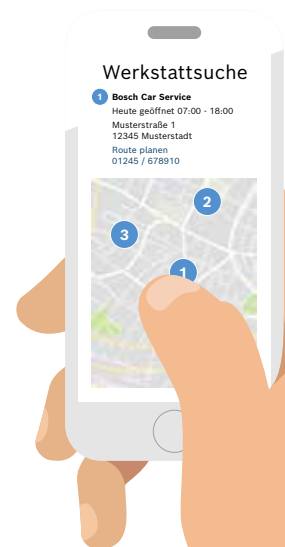 Werkstattsuche
1 Bosch Car Service
Heute geöffnet 07:00 - 18:00
Musterstraße 1
12345 Musterstadt
Route planen
01245 / 678910
2
3
1